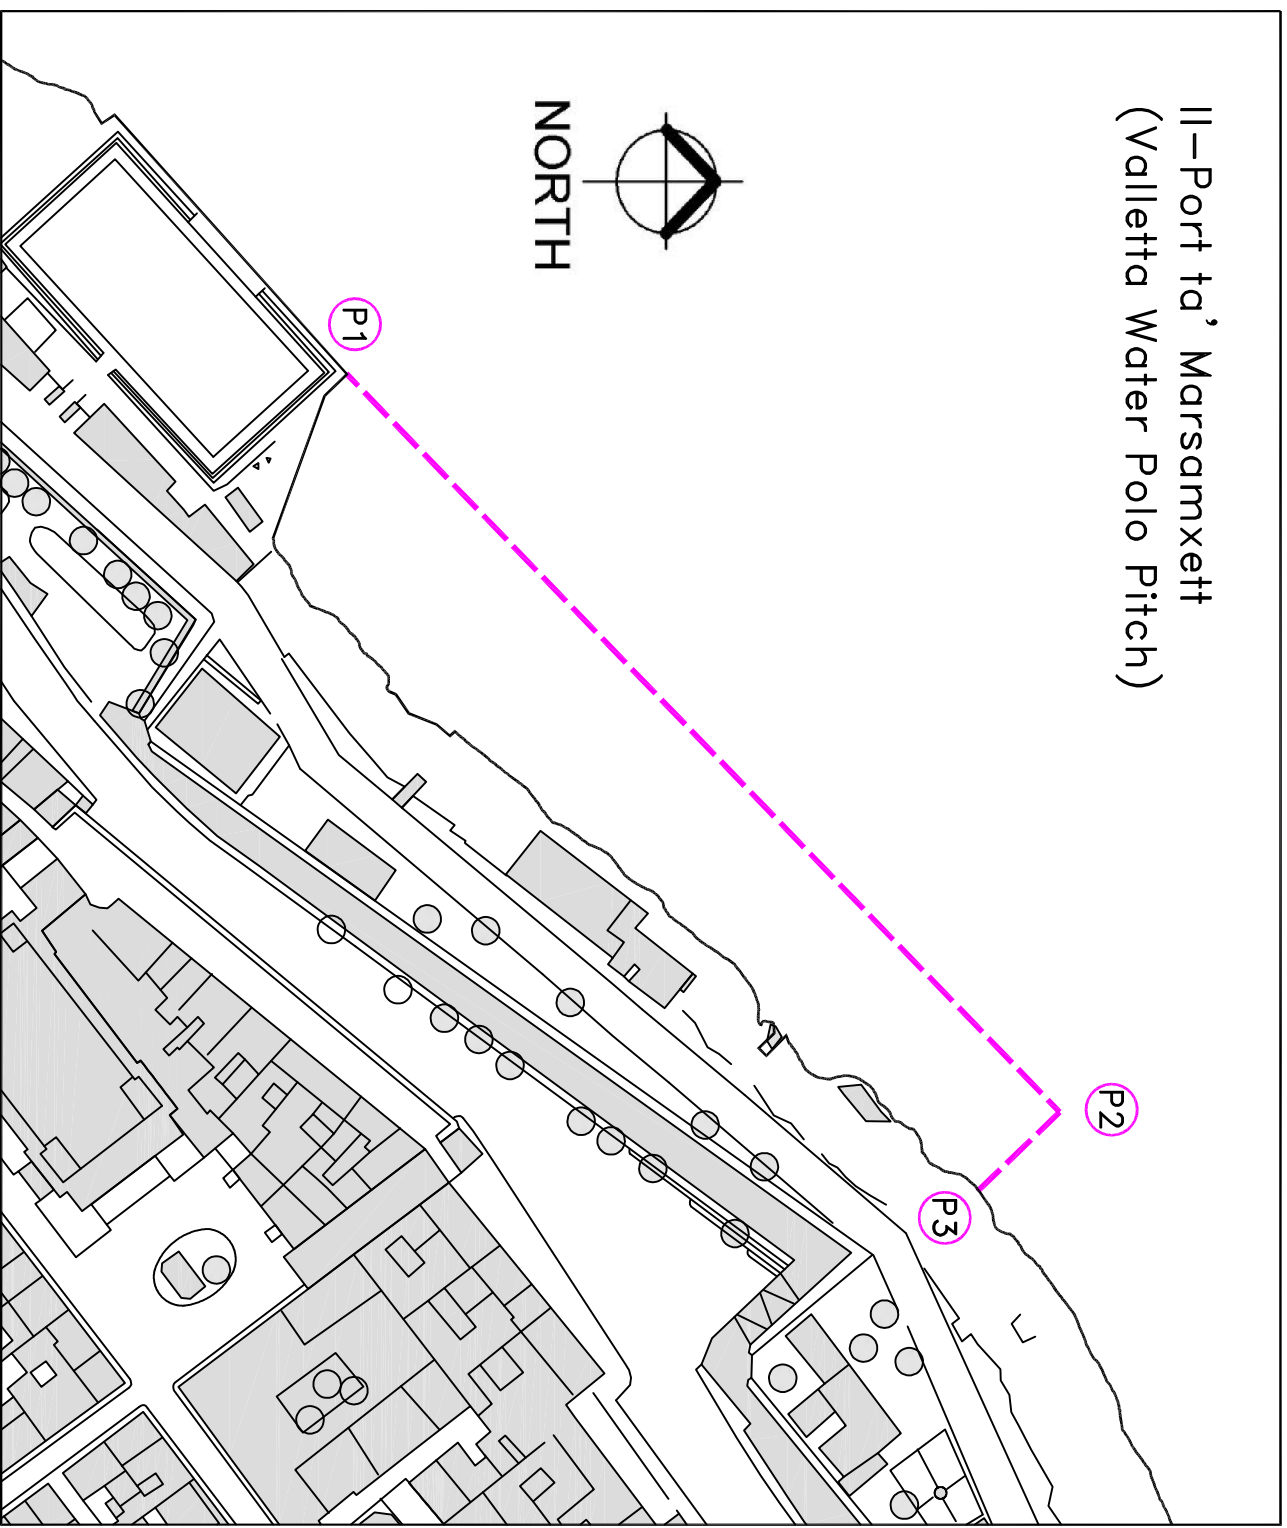 Il-Port ta' Marsamxett
(Valletta Water Polo Pitch)
NORTH
P1
P2
P3